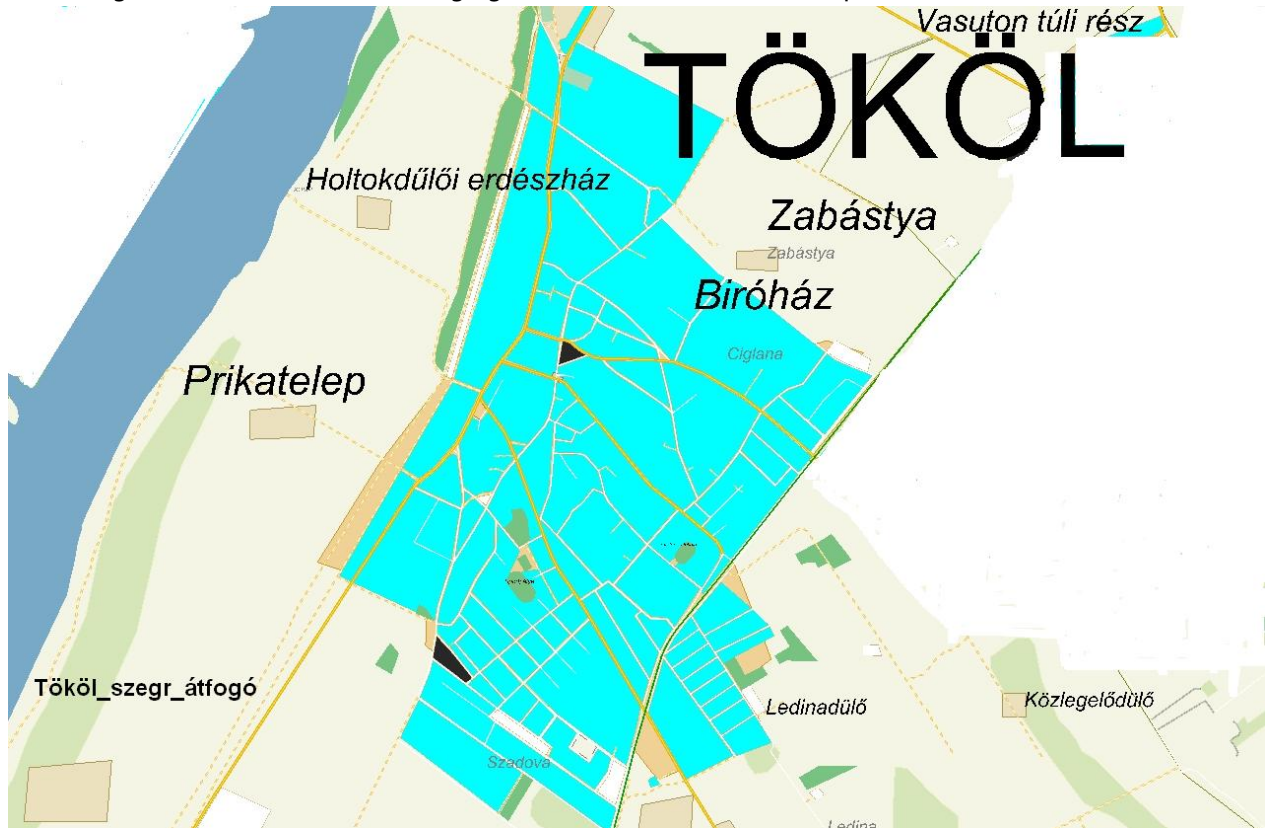 Vasuton túli rész
TÖKÖL
Holtokdűlői erdészház
Zabástya
Zabástya
Biróház
Ciglana
Prikatelep
Tököl_szegr_átfogó
Ledinadűlő
Közlegelődűlő
Szadova
Ledina